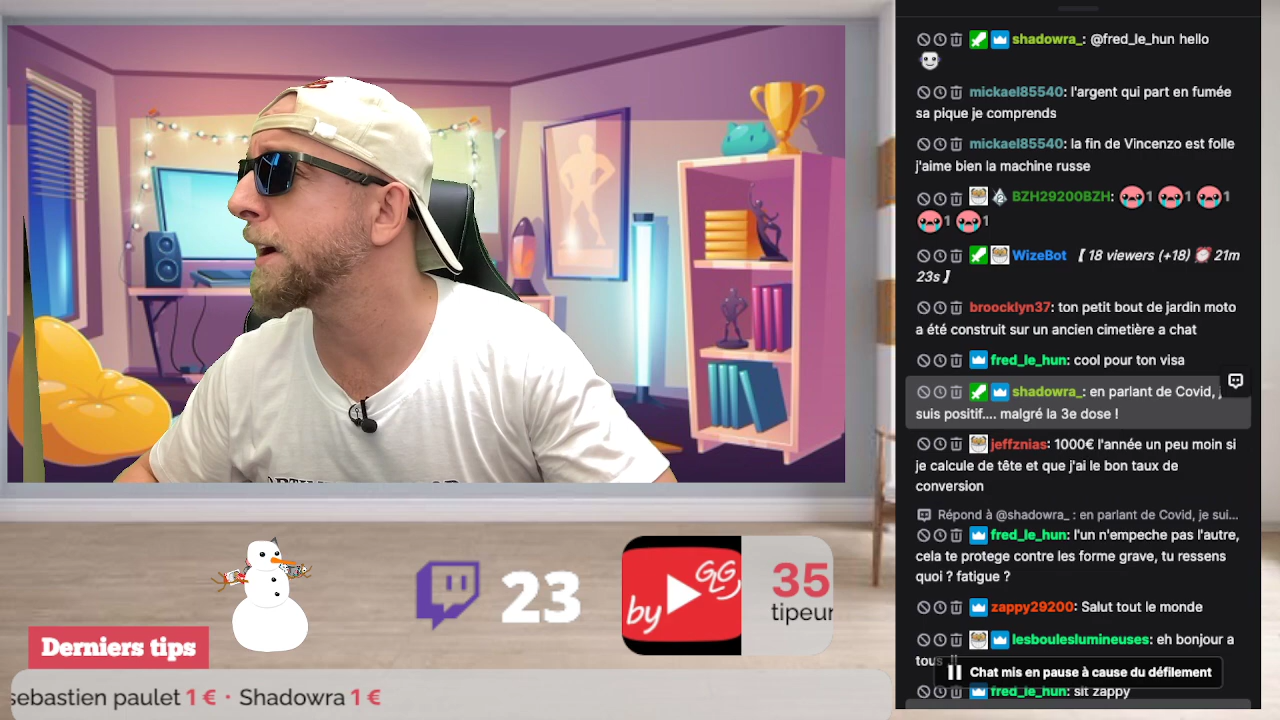 shadowra_: @fred_le_hun hello
mickael85540: l'argent qui part en fumée
sa pique je comprends
mickael85540: la fin de Vincenzo est folle
j'aime bien la machine russe
BZH29200BZH: 1 1 1
1 1
WizeBot 【 18 viewers (+18) ⏰ 21m
23s 】
broocklyn37: ton petit bout de jardin moto
a été construit sur un ancien cimetière a chat
fred_le_hun: cool pour ton visa
shadowra_: en parlant de Covid,
suis positif.... malgré la 3e dose !
jeffznias: 1000€ l'année un peu moin si
je calcule de tête et que j'ai le bon taux de
conversion
Répond à @shadowra_ : en parlant de Covid, je sui...
fred_le_hun: l'un n'empeche pas l'autre,
cela te protege contre les forme grave, tu ressens
quoi ? fatigue ?
zappy29200: Salut tout le monde
lesbouleslumineuses: eh bonjour a
tous
Chat mis en pause à cause du défilement
fred_le_hun: sit zappy
23
by GG
35
tipeur
Derniers tips
sebastien paulet 1 € · Shadowra 1 €